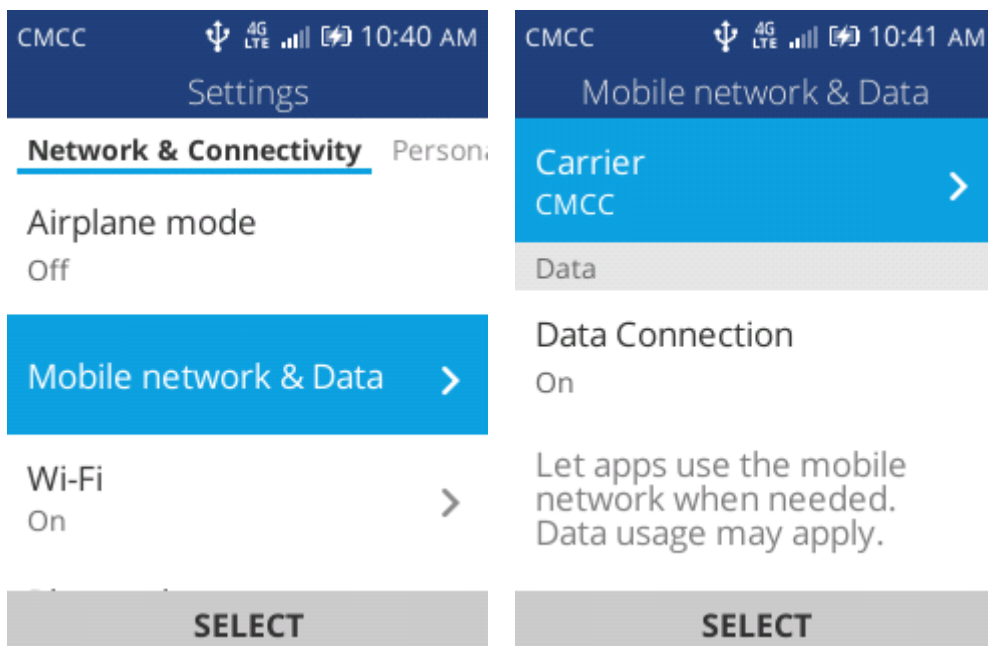 CMCC 4G LTE 10:40 AM
Settings
Network & Connectivity Persona
Airplane mode
Off
Mobile network & Data
Wi-Fi
On
SELECT
CMCC 4G LTE 10:41 AM
Mobile network & Data
Carrier
CMCC
Data
Data Connection
On
Let apps use the mobile
network when needed.
Data usage may apply.
SELECT